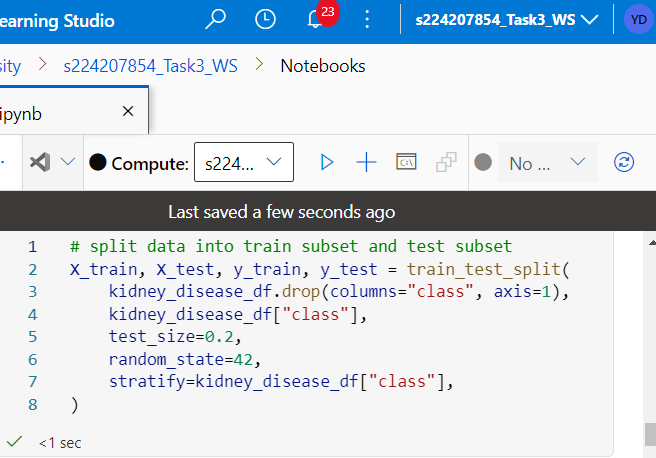 earning Studio
23
s224207854_Task3_WS
YD
sity > s224207854_Task3_WS > Notebooks
ipynb ×
Compute: s224... No ...
Last saved a few seconds ago
1 # split data into train subset and test subset
2 X_train, X_test, y_train, y_test = train_test_split(
3 kidney_disease_df.drop(columns="class", axis=1),
4 kidney_disease_df["class"],
5 test_size=0.2,
6 random_state=42,
7 stratify=kidney_disease_df["class"],
8 )
<1 sec